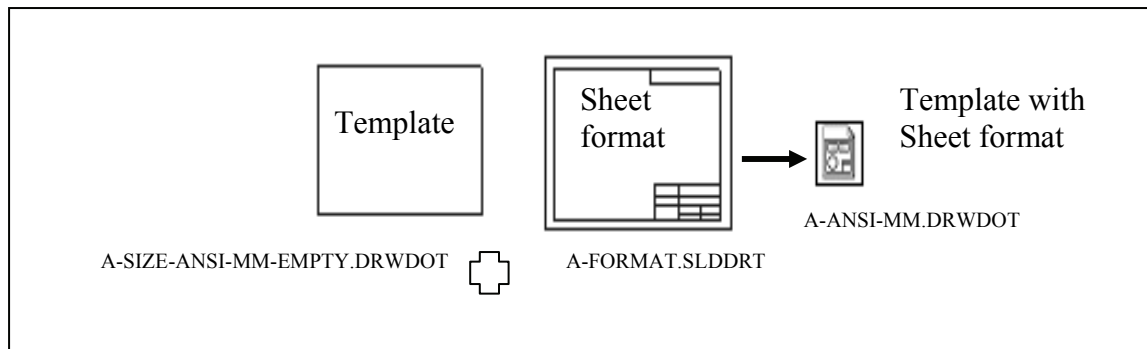 Template
Sheet
format
Template with
Sheet format
A-ANSI-MM.DRWDOT
A-SIZE-ANSI-MM-EMPTY.DRWDOT
A-FORMAT.SLDDRT